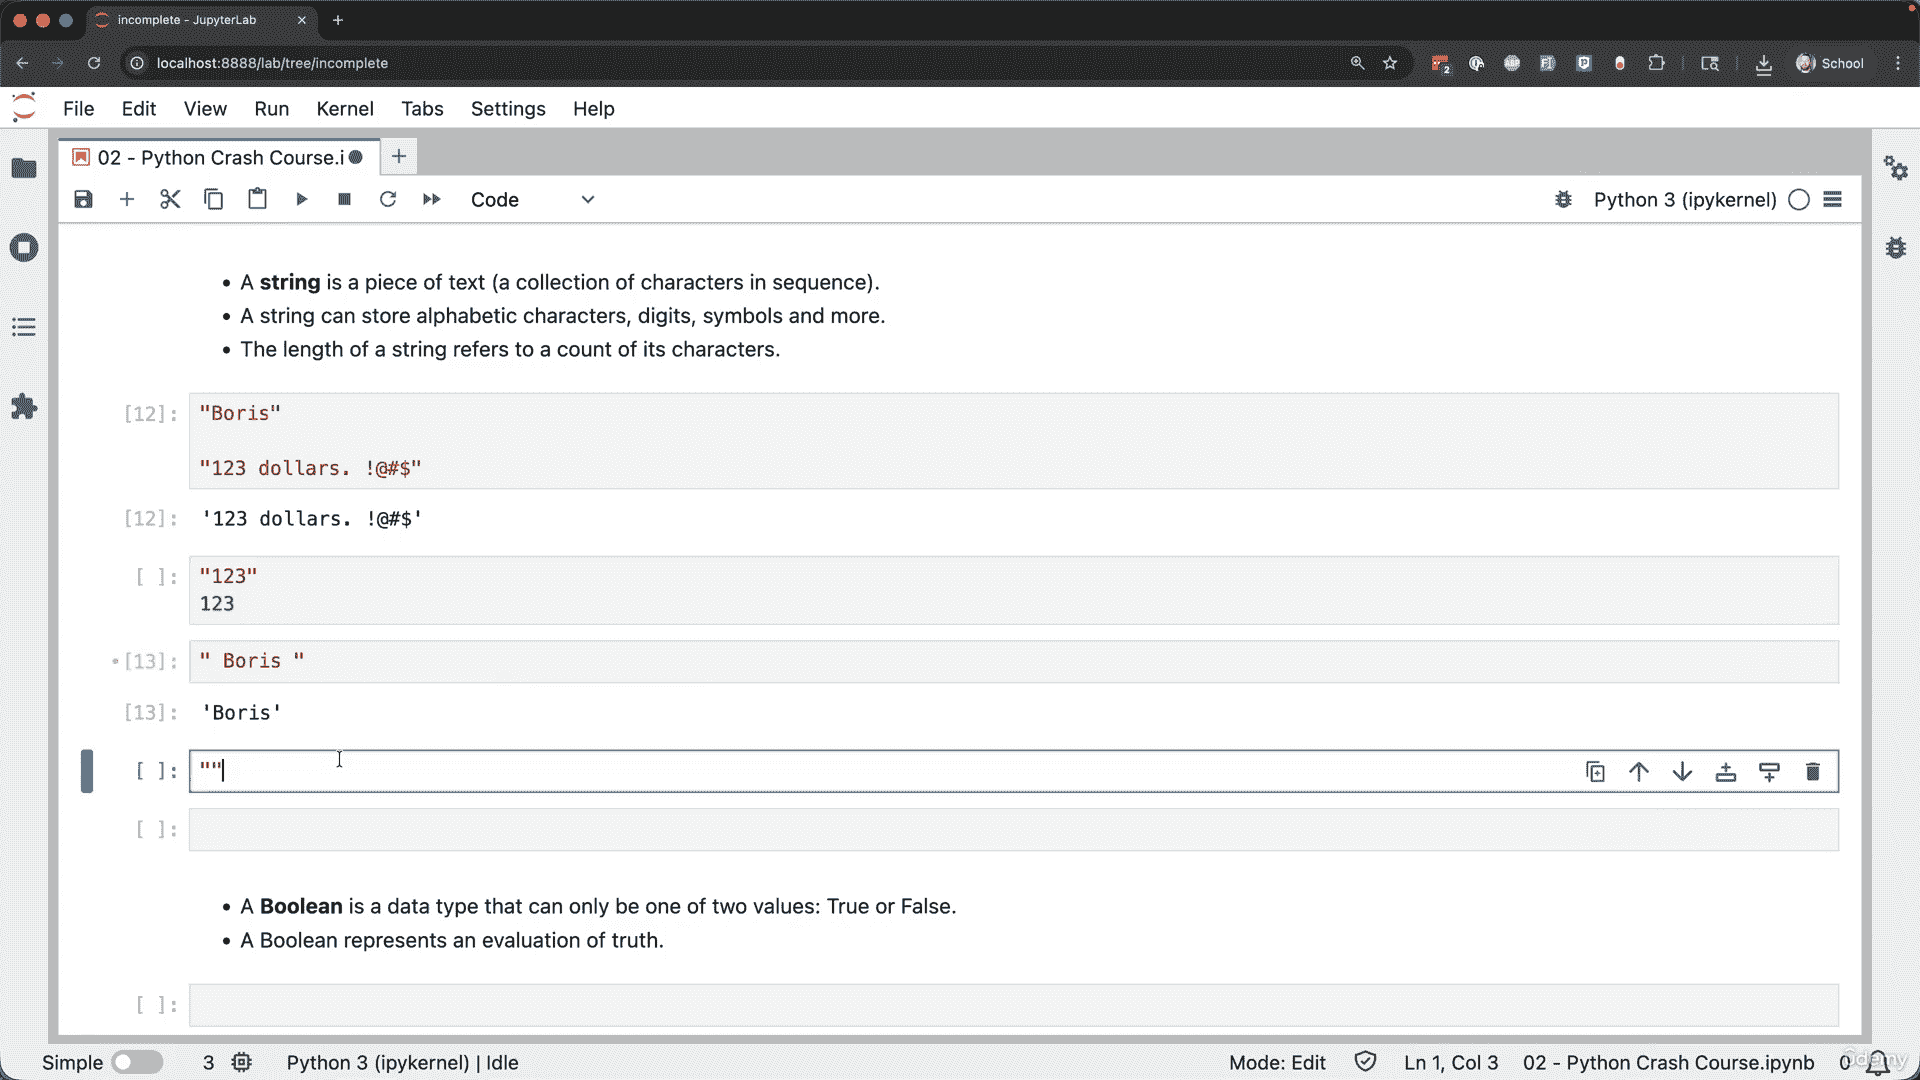 incomplete - JupyterLab
localhost:8888/lab/tree/incomplete
2
School
File Edit View Run Kernel Tabs Settings Help
02 - Python Crash Course.i
Code
Python 3 (ipykernel)
• A string is a piece of text (a collection of characters in sequence).
• A string can store alphabetic characters, digits, symbols and more.
• The length of a string refers to a count of its characters.
[12]: "Boris"
"123 dollars. !@#$"
[12]: '123 dollars. !@#$'
[ ]: "123"
123
[13]: " Boris "
[13]: 'Boris'
[ ]: ""
[ ]:
• A Boolean is a data type that can only be one of two values: True or False.
• A Boolean represents an evaluation of truth.
[ ]:
Simple 3 Python 3 (ipykernel) | Idle Mode: Edit Ln 1, Col 3 02 - Python Crash Course.ipynb 0
Udemy